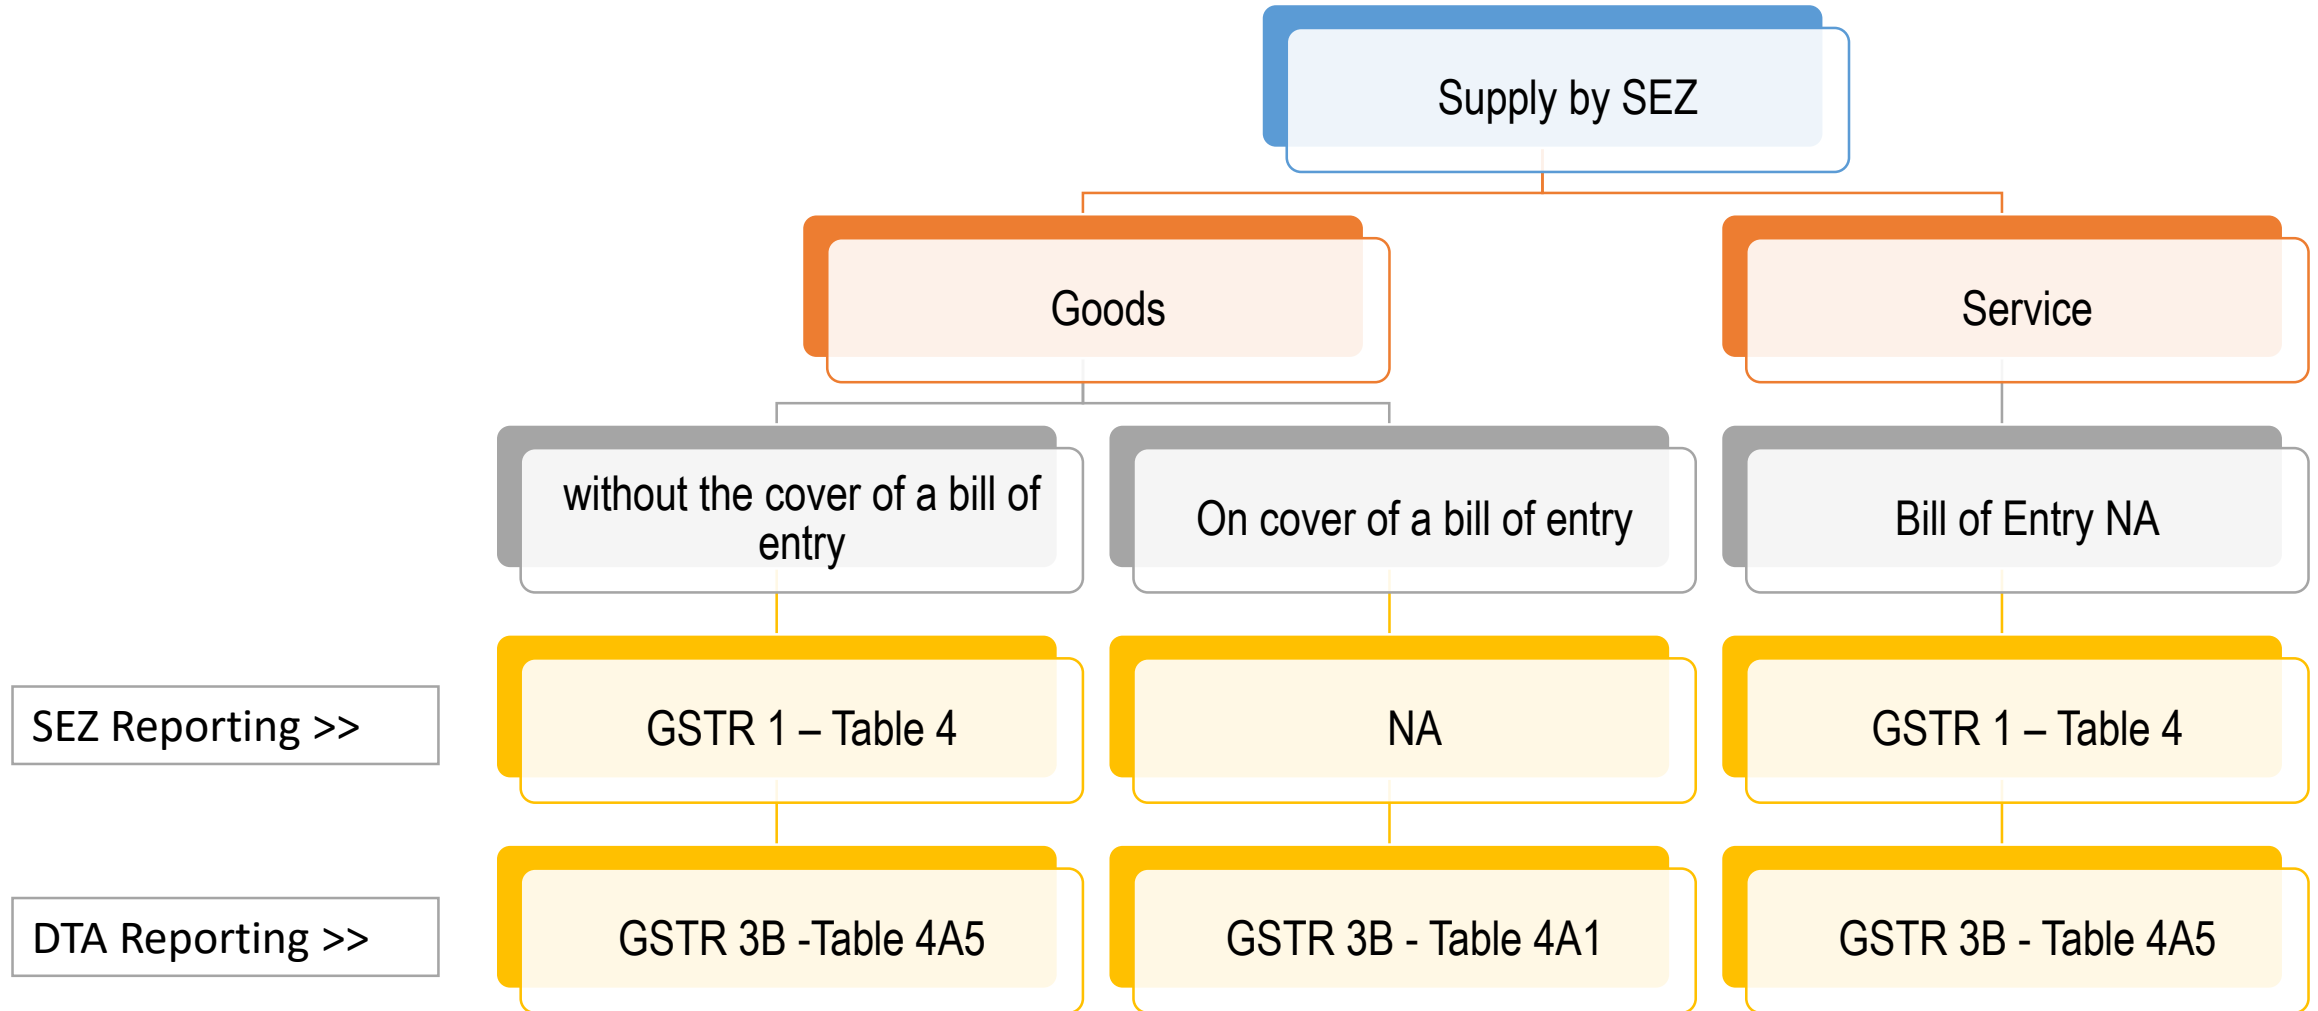 Supply by SEZ
Goods
Service
without the cover of a bill of
entry
On cover of a bill of entry
Bill of Entry NA
SEZ Reporting >>
GSTR 1 – Table 4
NA
GSTR 1 – Table 4
DTA Reporting >>
GSTR 3B -Table 4A5
GSTR 3B - Table 4A1
GSTR 3B - Table 4A5